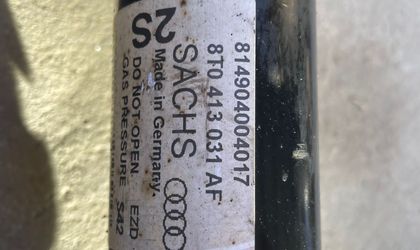 814904004017
8T0 413 031 AF
SACHS
2S
Made in Germany.
DO NOT OPEN EZD
GAS PRESSURE S42